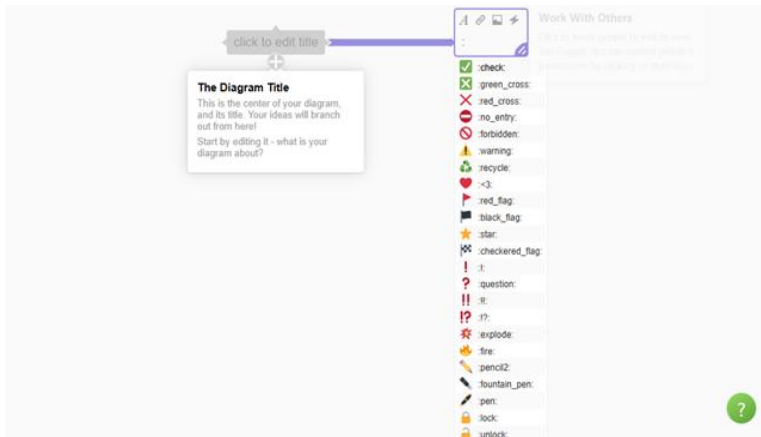 click to edit title
The Diagram Title
This is the center of your diagram,
and its title. Your ideas will branch
out from here!
Start by editing it - what is your
diagram about?
A
:
Work With Others
:check:
:green_cross:
:red_cross:
:no_entry:
:forbidden:
:warning:
:recycle:
:<3:
:red_flag:
:black_flag:
:star:
:checkered_flag:
:!:
:question:
:!!:
:!?:
:explode:
:fire:
:pencil2:
:fountain_pen:
:pen:
:lock:
:unlock:
?